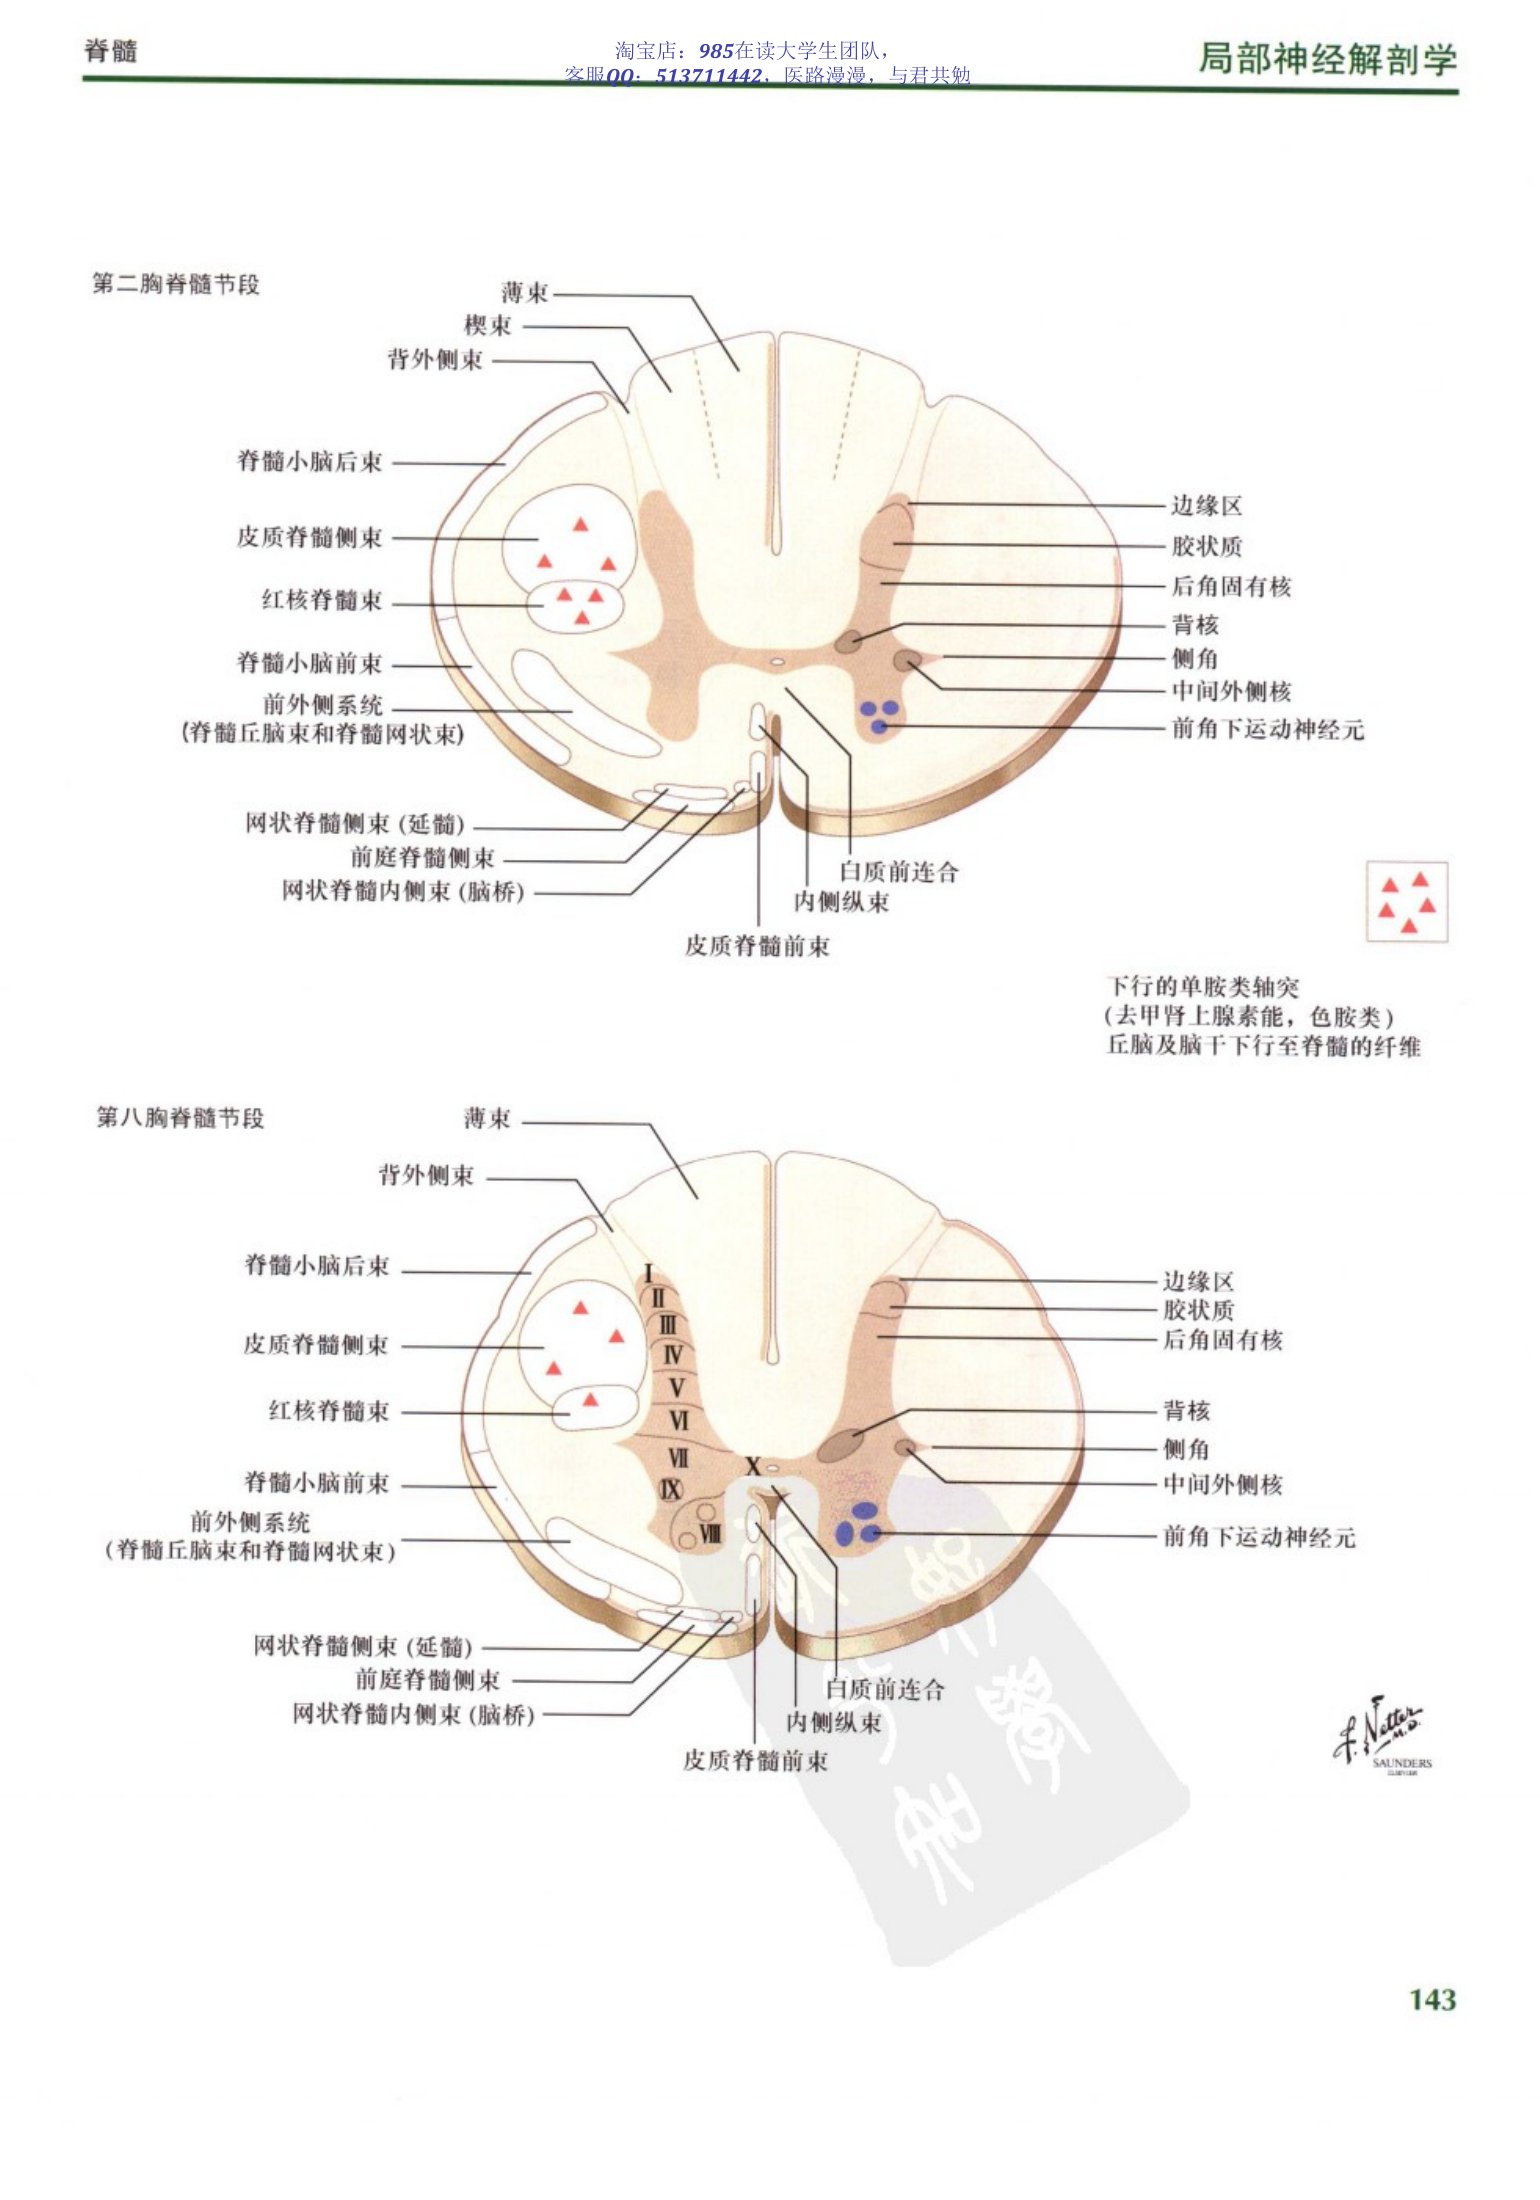 脊髓
淘宝店：985在读大学生团队，
客服QQ：513711442，医路漫漫，与君共勉
局部神经解剖学
第二胸脊髓节段
薄束
楔束
背外侧束
脊髓小脑后束
皮质脊髓侧束
红核脊髓束
脊髓小脑前束
前外侧系统
(脊髓丘脑束和脊髓网状束)
网状脊髓侧束 (延髓)
前庭脊髓侧束
网状脊髓内侧束 (脑桥)
皮质脊髓前束
内侧纵束
白质前连合
边缘区
胶状质
后角固有核
背核
侧角
中间外侧核
前角下运动神经元
下行的单胺类轴突
(去甲肾上腺素能，色胺类)
丘脑及脑干下行至脊髓的纤维
第八胸脊髓节段
薄束
背外侧束
脊髓小脑后束
皮质脊髓侧束
红核脊髓束
脊髓小脑前束
前外侧系统
(脊髓丘脑束和脊髓网状束)
网状脊髓侧束 (延髓)
前庭脊髓侧束
网状脊髓内侧束 (脑桥)
皮质脊髓前束
内侧纵束
白质前连合
I
II
III
IV
V
VI
VII
IX
VIII
X
边缘区
胶状质
后角固有核
背核
侧角
中间外侧核
前角下运动神经元
F. Netter M.D.
SAUNDERS
ELSEVIER
143